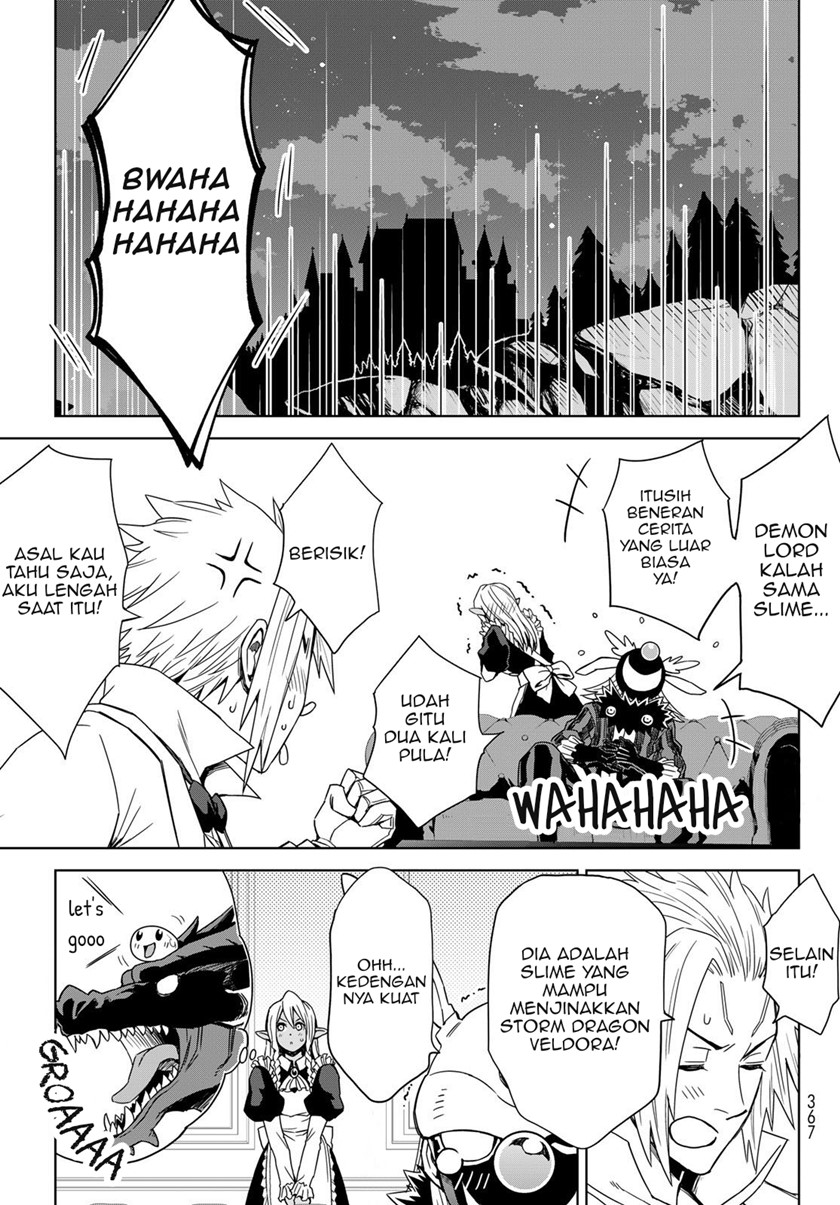 BWAHA
HAHAHA
HAHAHA
DEMON
LORD
KALAH
SAMA
SLIME...
ITUSIH
BENERAN
CERITA
YANG LUAR
BIASA
YA!
UDAH
GITU
DUA KALI
PULA!
WAHAHAHA
BERISIK!
ASAL KAU
TAHU SAJA,
AKU LENGAH
SAAT ITU!
SELAIN
ITU!
DIA ADALAH
SLIME YANG
MAMPU
MENJINAKKAN
STORM DRAGON
VELDORA!
OHH...
KEDENGAN
NYA KUAT
let's
gooo
GROAAAA
367